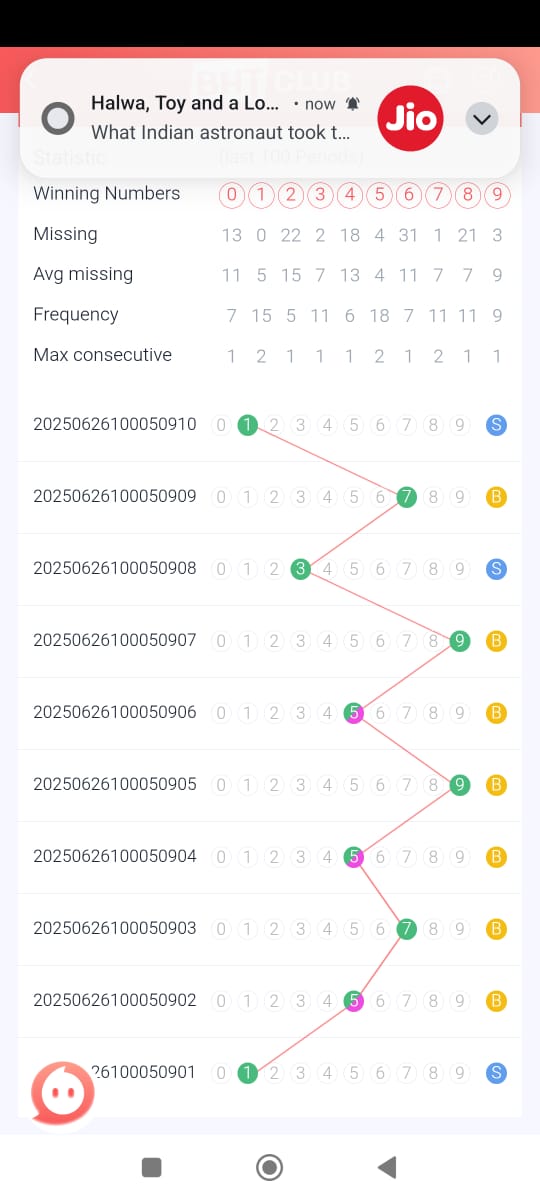 Halwa, Toy and a Lo... • now
What Indian astronaut took t...
Jio
CLUB
Statistic (last 100 Periods)
Winning Numbers 0 1 2 3 4 5 6 7 8 9
Missing 13 0 22 2 18 4 31 1 21 3
Avg missing 11 5 15 7 13 4 11 7 7 9
Frequency 7 15 5 11 6 18 7 11 11 9
Max consecutive 1 2 1 1 1 2 1 2 1 1
20250626100050910 0 1 2 3 4 5 6 7 8 9 S
20250626100050909 0 1 2 3 4 5 6 7 8 9 B
20250626100050908 0 1 2 3 4 5 6 7 8 9 S
20250626100050907 0 1 2 3 4 5 6 7 8 9 B
20250626100050906 0 1 2 3 4 5 6 7 8 9 B
20250626100050905 0 1 2 3 4 5 6 7 8 9 B
20250626100050904 0 1 2 3 4 5 6 7 8 9 B
20250626100050903 0 1 2 3 4 5 6 7 8 9 B
20250626100050902 0 1 2 3 4 5 6 7 8 9 B
26100050901 0 1 2 3 4 5 6 7 8 9 S